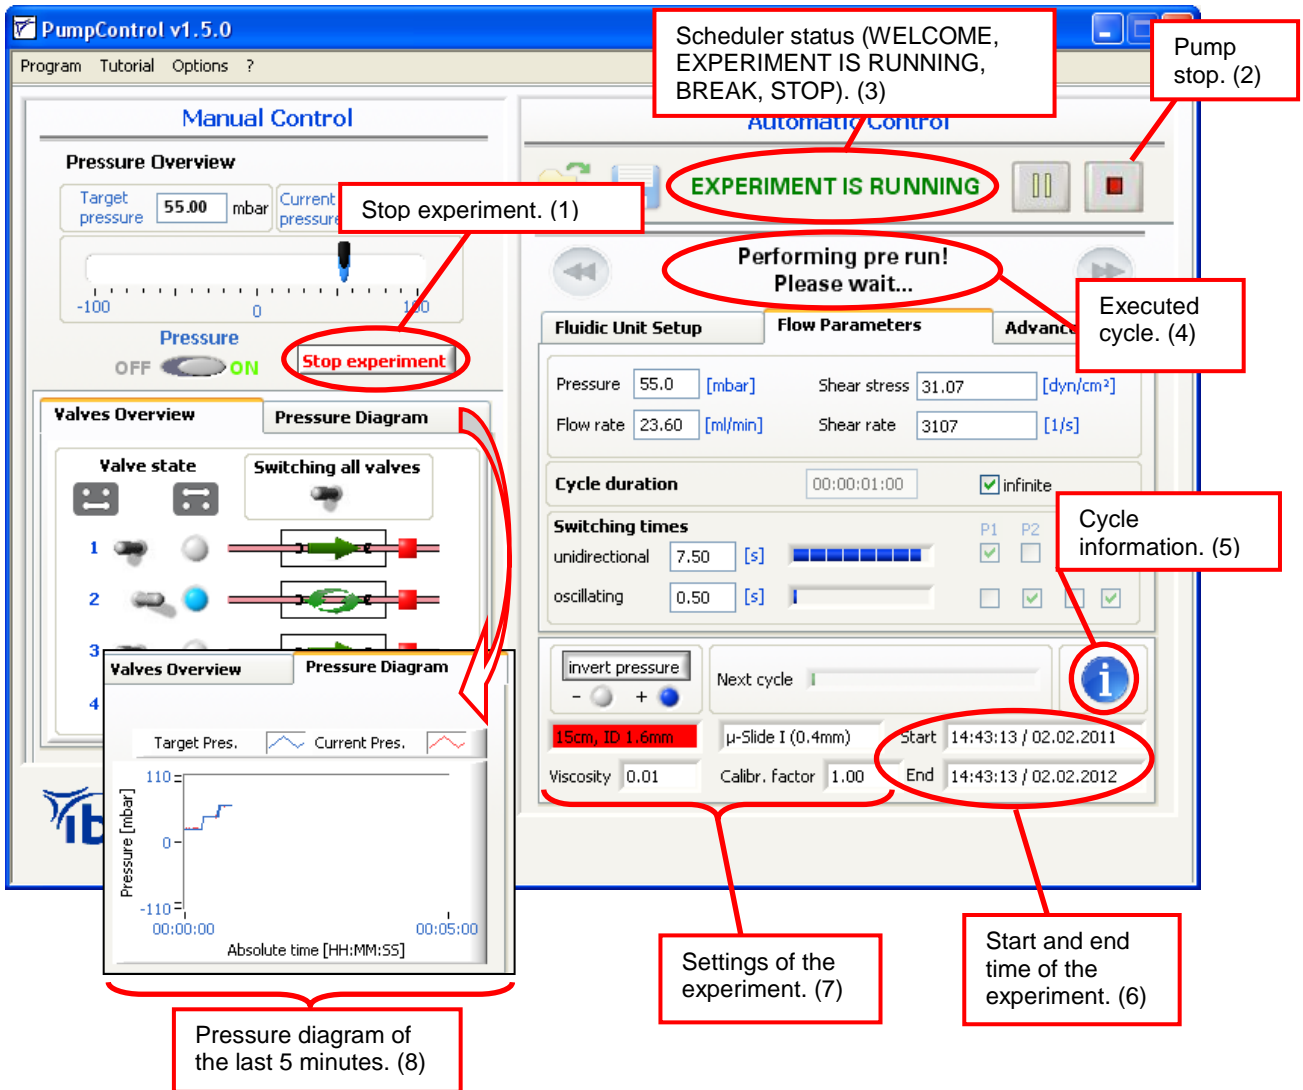 PumpControl v1.5.0
Program Tutorial Options ?
Scheduler status (WELCOME,
EXPERIMENT IS RUNNING,
BREAK, STOP). (3)
Pump
stop. (2)
Manual Control
Automatic Control
Pressure Overview
Target
pressure
55.00 mbar
Current
pressure
Stop experiment. (1)
EXPERIMENT IS RUNNING
-100 0 100
Performing pre run!
Please wait...
Executed
cycle. (4)
Pressure
OFF ON
Stop experiment
Fluidic Unit Setup Flow Parameters Advance
Pressure 55.0 [mbar] Shear stress 31.07 [dyn/cm²]
Flow rate 23.60 [ml/min] Shear rate 3107 [1/s]
Valves Overview Pressure Diagram
Valve state Switching all valves
1
2
3
4
Cycle duration 00:00:01:00 infinite
Switching times P1 P2
unidirectional 7.50 [s]
oscillating 0.50 [s]
Cycle
information. (5)
invert pressure
- +
Next cycle
i
15cm, ID 1.6mm µ-Slide I (0.4mm) Start 14:43:13 / 02.02.2011
Viscosity 0.01 Calibr. factor 1.00 End 14:43:13 / 02.02.2012
Valves Overview Pressure Diagram
Target Pres. Current Pres.
110
0
-110
Pressure [mbar]
00:00:00 00:05:00
Absolute time [HH:MM:SS]
ib
Settings of the
experiment. (7)
Start and end
time of the
experiment. (6)
Pressure diagram of
the last 5 minutes. (8)